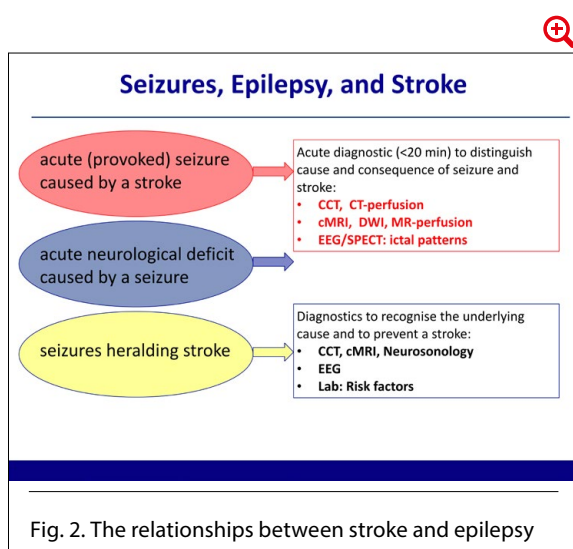 Seizures, Epilepsy, and Stroke
acute (provoked) seizure
caused by a stroke
Acute diagnostic (<20 min) to distinguish
cause and consequence of seizure and
stroke:
• CCT, CT-perfusion
• cMRI, DWI, MR-perfusion
• EEG/SPECT: ictal patterns
acute neurological deficit
caused by a seizure
seizures heralding stroke
Diagnostics to recognise the underlying
cause and to prevent a stroke:
• CCT, cMRI, Neurosonology
• EEG
• Lab: Risk factors
Fig. 2. The relationships between stroke and epilepsy